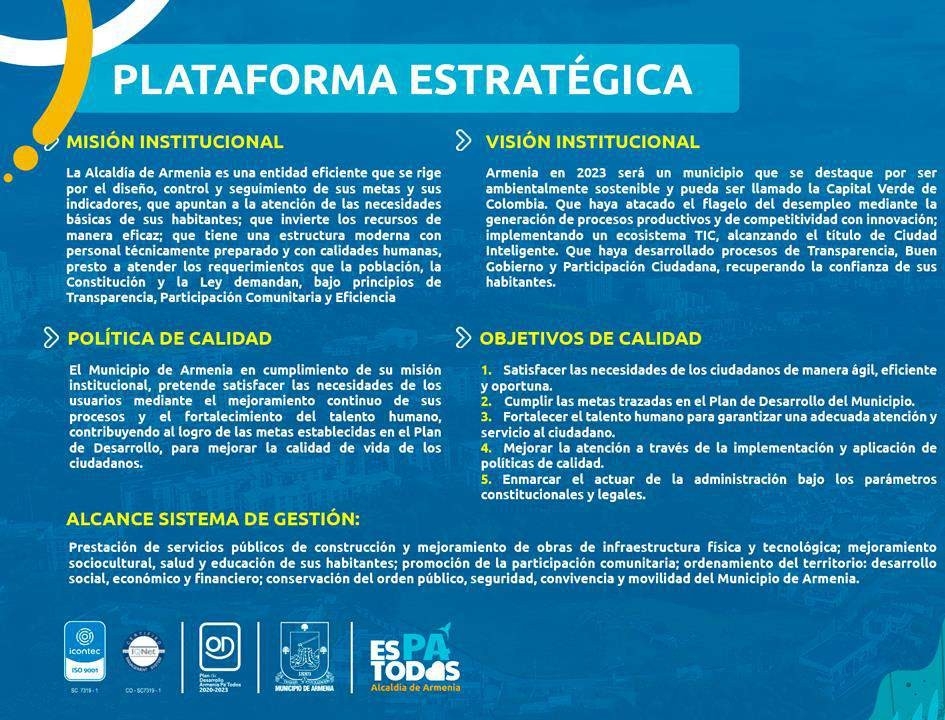 PLATAFORMA ESTRATÉGICA
MISIÓN INSTITUCIONAL
La Alcaldía de Armenia es una entidad eficiente que se rige
por el diseño, control y seguimiento de sus metas y sus
indicadores, que apuntan a la atención de las necesidades
básicas de sus habitantes; que invierte los recursos de
manera eficaz; que tiene una estructura moderna con
personal técnicamente preparado y con calidades humanas,
presto a atender los requerimientos que la población, la
Constitución y la Ley demandan, bajo principios de
Transparencia, Participación Comunitaria y Eficiencia
VISIÓN INSTITUCIONAL
Armenia en 2023 será un municipio que se destaque por ser
ambientalmente sostenible y pueda ser llamado la Capital Verde de
Colombia. Que haya atacado el flagelo del desempleo mediante la
generación de procesos productivos y de competitividad con innovación;
implementando un ecosistema TIC, alcanzando el título de Ciudad
Inteligente. Que haya desarrollado procesos de Transparencia, Buen
Gobierno y Participación Ciudadana, recuperando la confianza de sus
habitantes.
POLÍTICA DE CALIDAD
El Municipio de Armenia en cumplimiento de su misión
institucional, pretende satisfacer las necesidades de los
usuarios mediante el mejoramiento continuo de sus
procesos y el fortalecimiento del talento humano,
contribuyendo al logro de las metas establecidas en el Plan
de Desarrollo, para mejorar la calidad de vida de los
ciudadanos.
OBJETIVOS DE CALIDAD
1. Satisfacer las necesidades de los ciudadanos de manera ágil, eficiente
y oportuna.
2. Cumplir las metas trazadas en el Plan de Desarrollo del Municipio.
3. Fortalecer el talento humano para garantizar una adecuada atención y
servicio al ciudadano.
4. Mejorar la atención a través de la implementación y aplicación de
políticas de calidad.
5. Enmarcar el actuar de la administración bajo los parámetros
constitucionales y legales.
ALCANCE SISTEMA DE GESTIÓN:
Prestación de servicios públicos de construcción y mejoramiento de obras de infraestructura física y tecnológica; mejoramiento
sociocultural, salud y educación de sus habitantes; promoción de la participación comunitaria; ordenamiento del territorio: desarrollo
social, económico y financiero; conservación del orden público, seguridad, convivencia y movilidad del Municipio de Armenia.
icontec
ISO 9001
SC 7319 - 1
IQNet
CO - SC7319 - 1
Plan de
Desarrollo
Armenia Pa' Todos
2020-2023
MUNICIPIO DE ARMENIA
ES PA
TODOS
Alcaldía de Armenia